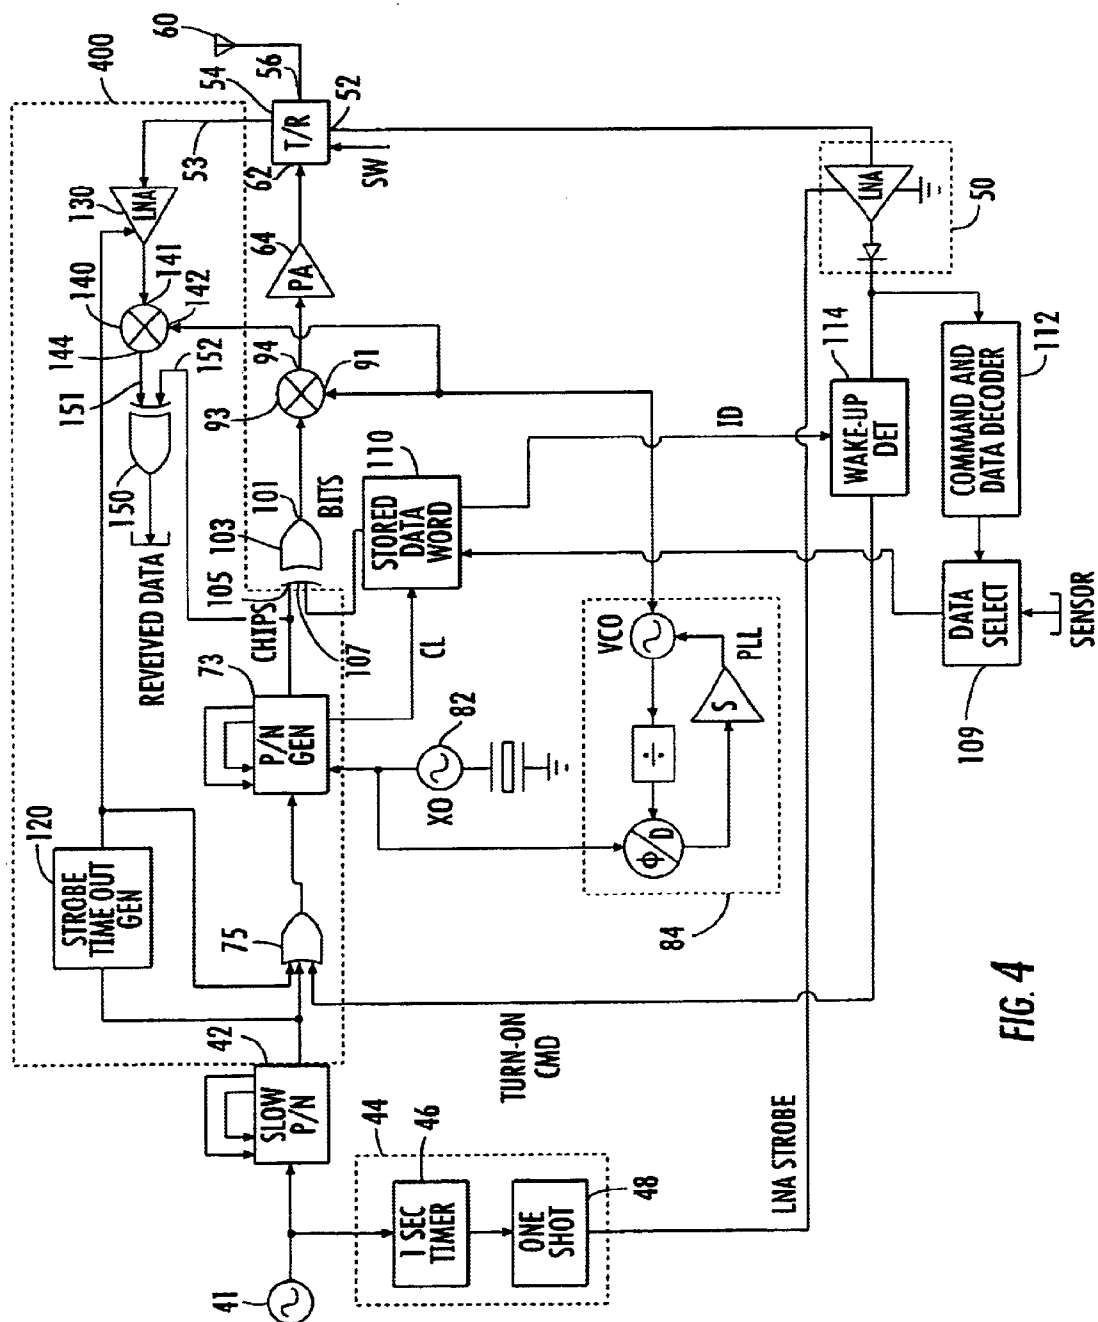 400
60
54
56
52
53
T/R
62
SW
130
LNA
140
141
142
144
151
152
150
REVEIVED DATA
64
PA
94
91
93
101
103
BITS
105
CHIPS
107
110
STORED
DATA
WORD
CL
ID
73
P/N
GEN
82
XO
120
STROBE
TIME OUT
GEN
75
42
SLOW
P/N
41
44
46
1 SEC
TIMER
48
ONE
SHOT
TURN-ON
CMD
LNA STROBE
VCO
PLL
S
÷
Φ
D
84
LNA
50
114
WAKE-UP
DET
112
COMMAND AND
DATA DECODER
DATA
SELECT
109
SENSOR
FIG. 4